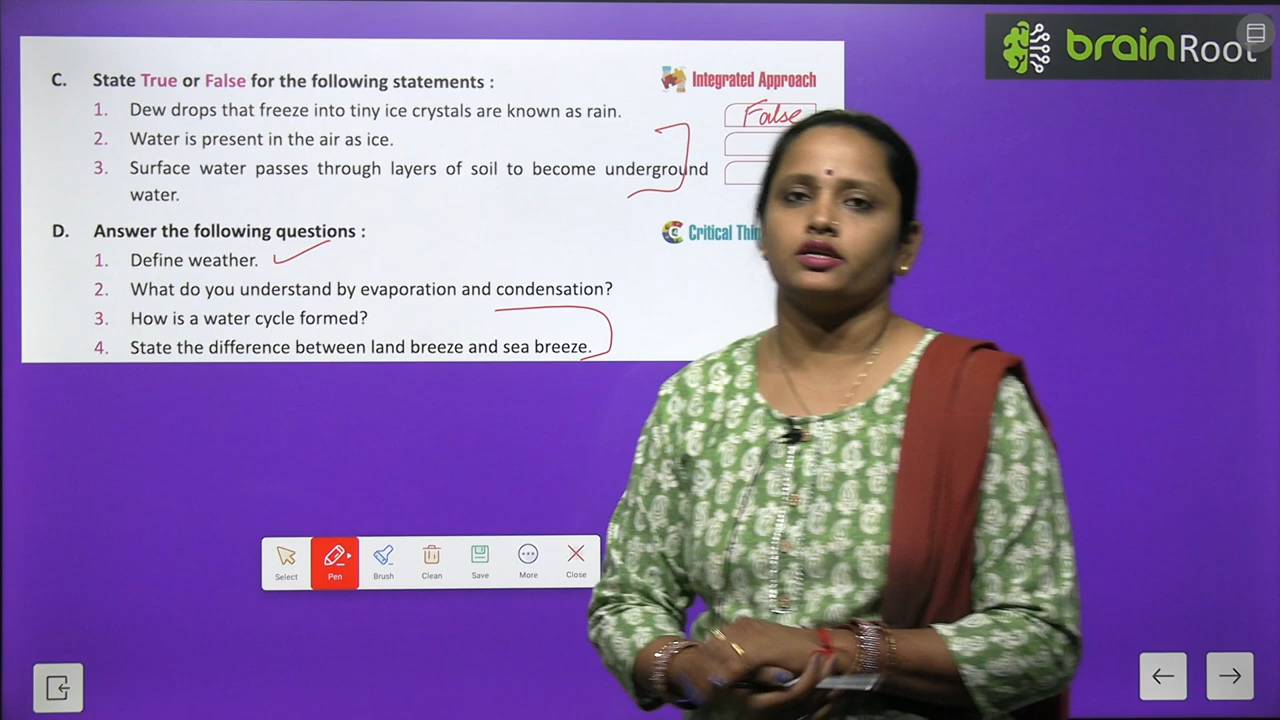 brainRoot
C. State True or False for the following statements :
Integrated Approach
1. Dew drops that freeze into tiny ice crystals are known as rain.
False
2. Water is present in the air as ice.
3. Surface water passes through layers of soil to become underground
water.
D. Answer the following questions :
Critical
1. Define weather.
2. What do you understand by evaporation and condensation?
3. How is a water cycle formed?
4. State the difference between land breeze and sea breeze.
Select Pen Brush Clean Save More Close